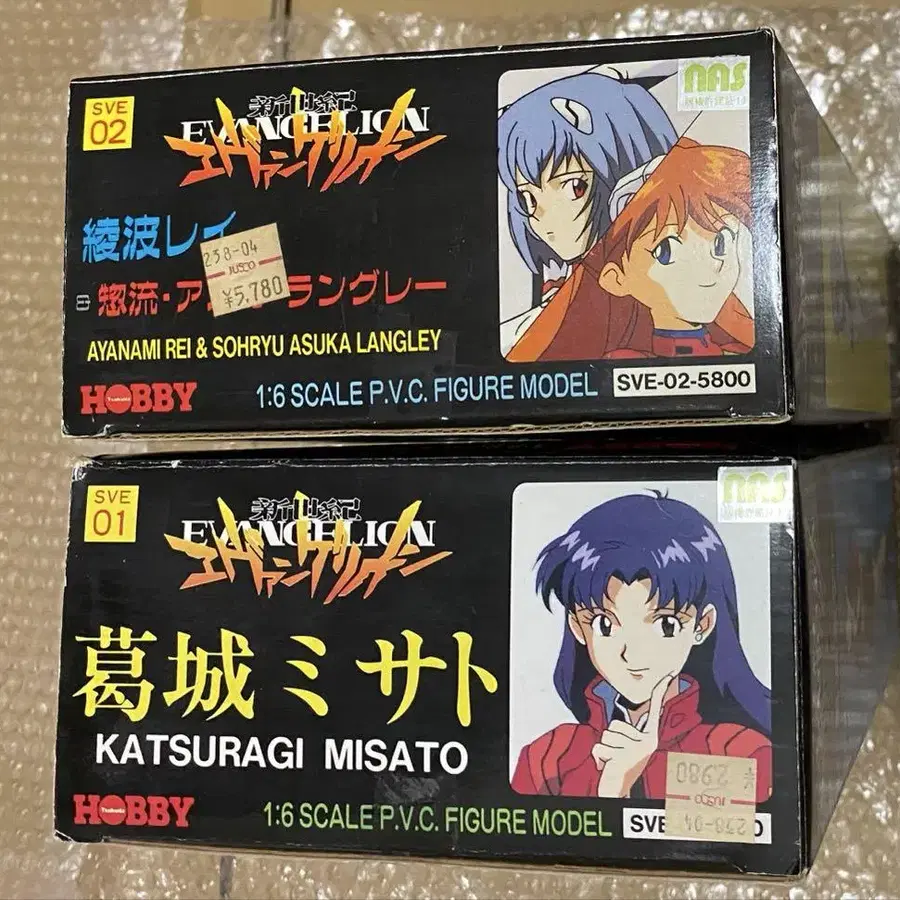 SVE
02
新世紀
EVANGELION
エヴァンゲリオン
nas
綾波レイ
238-04
JUSCO
¥5,780
惣流・ア ラングレー
AYANAMI REI & SOHRYU ASUKA LANGLEY
HOBBY
1:6 SCALE P.V.C. FIGURE MODEL
SVE-02-5800
SVE
01
新世紀
EVANGELION
エヴァンゲリオン
nas
葛城ミサト
KATSURAGI MISATO
HOBBY
1:6 SCALE P.V.C. FIGURE MODEL
SVE
¥2980
JUSCO
238-04